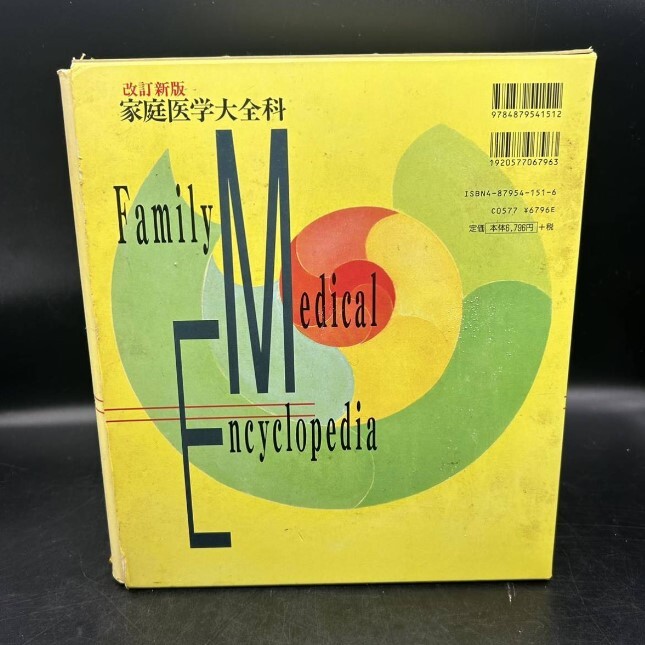 改訂新版
家庭医学大全科
Family
Medical
Encyclopedia
9784879541512
1920577067963
ISBN4-87954-151-6
C0577 ¥6796E
定価 本体6,796円 +税